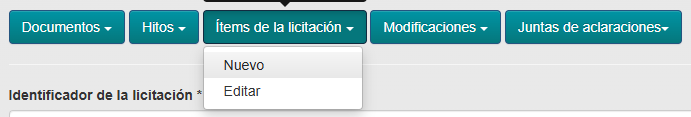 Documentos Hitos Ítems de la licitación Modificaciones Juntas de aclaraciones
Nuevo
Editar
Identificador de la licitación *